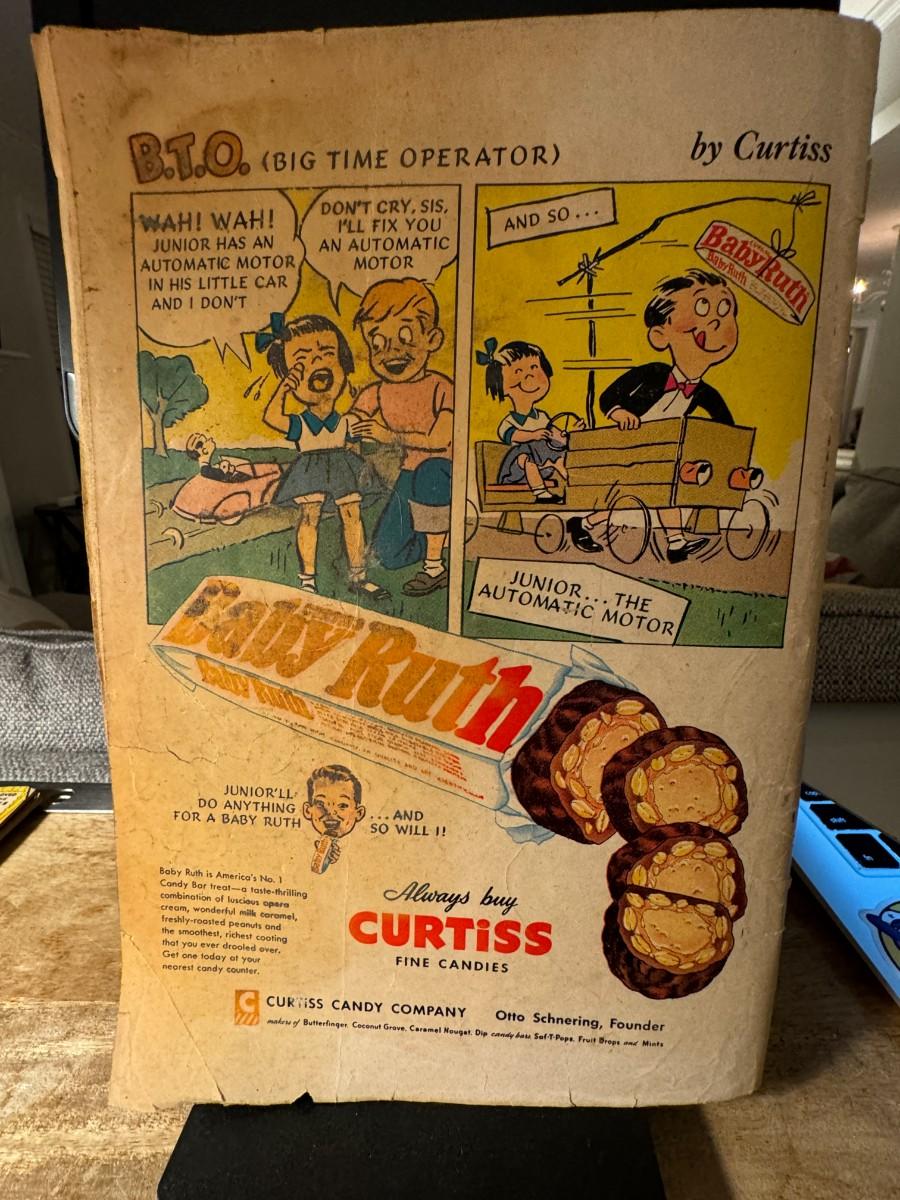 B.T.O. (BIG TIME OPERATOR)
by Curtiss
WAH! WAH!
JUNIOR HAS AN
AUTOMATIC MOTOR
IN HIS LITTLE CAR
AND I DON'T
DON'T CRY, SIS,
I'LL FIX YOU
AN AUTOMATIC
MOTOR
AND SO...
Baby Ruth
Baby Ruth
JUNIOR...THE
AUTOMATIC MOTOR
Baby Ruth
Baby Ruth
JUNIOR'LL
DO ANYTHING
FOR A BABY RUTH
...AND
SO WILL I!
Baby Ruth is America's No. 1
Candy Bar treat—a taste-thrilling
combination of luscious opera
cream, wonderful milk caramel,
freshly-roasted peanuts and
the smoothest, richest coating
that you ever drooled over.
Get one today at your
nearest candy counter.
Always buy
CURTiSS
FINE CANDIES
C
CURTISS CANDY COMPANY Otto Schnering, Founder
makers of Butterfinger, Coconut Grove, Caramel Nougat, Dip candy bars, Saf-T-Pops, Fruit Drops and Mints
shift
fn